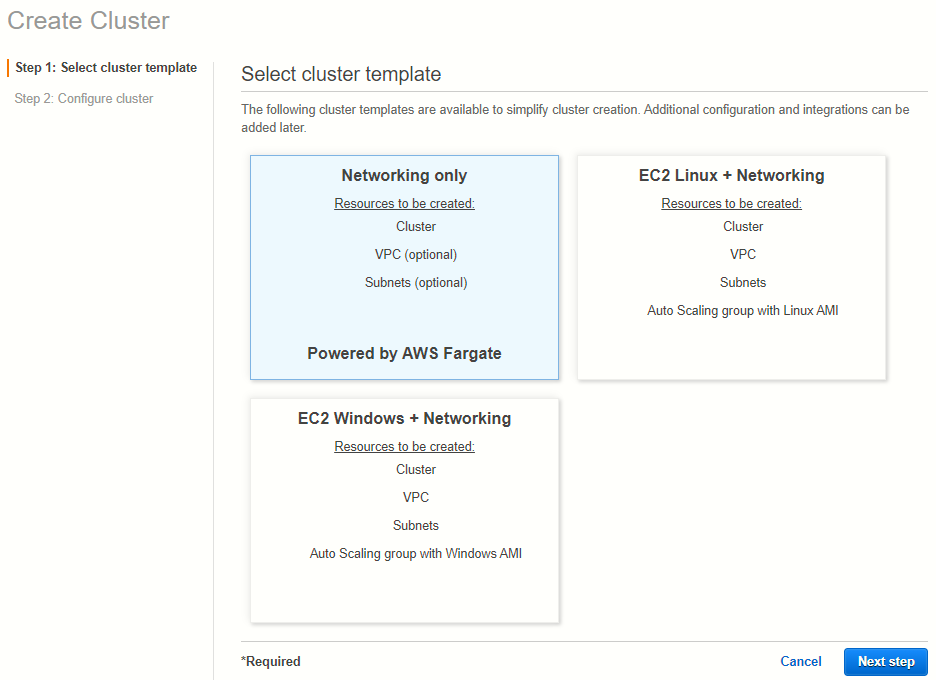 Create Cluster
Step 1: Select cluster template
Step 2: Configure cluster
Select cluster template
The following cluster templates are available to simplify cluster creation. Additional configuration and integrations can be
added later.
Networking only
Resources to be created:
Cluster
VPC (optional)
Subnets (optional)
Powered by AWS Fargate
EC2 Linux + Networking
Resources to be created:
Cluster
VPC
Subnets
Auto Scaling group with Linux AMI
EC2 Windows + Networking
Resources to be created:
Cluster
VPC
Subnets
Auto Scaling group with Windows AMI
*Required
Cancel
Next step